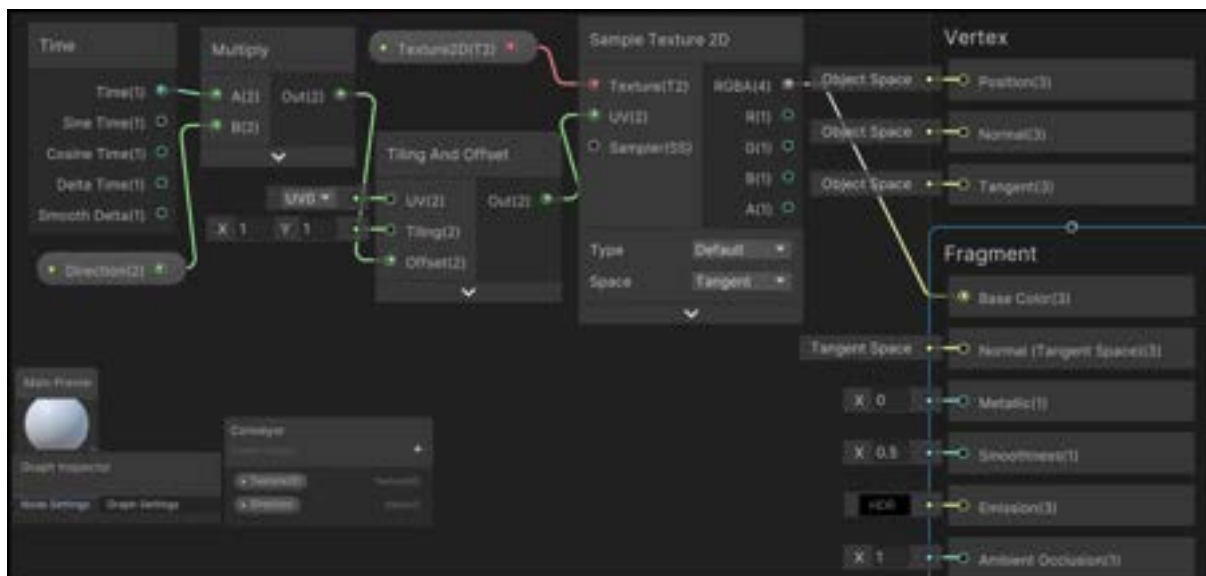 Time
Time(1)
Sine Time(1)
Cosine Time(1)
Delta Time(1)
Smooth Delta(1)
Direction(2)
Multiply
A(2) Out(2)
B(2)
Texture2D(T2)
Tiling And Offset
UV0 UV(2) Out(2)
X 1 Y 1 Tiling(2)
Offset(2)
Sample Texture 2D
Texture(T2) RGBA(4)
UV(2) R(1)
Sampler(SS) G(1)
B(1)
A(1)
Type Default
Space Tangent
Vertex
Object Space Position(3)
Object Space Normal(3)
Object Space Tangent(3)
Fragment
Base Color(3)
Tangent Space Normal (Tangent Space)(3)
X 0 Metallic(1)
X 0.5 Smoothness(1)
HDR Emission(3)
X 1 Ambient Occlusion(1)
Main Preview
Graph Inspector
Node Settings Graph Settings
Conveyor
+
Texture2D
Direction